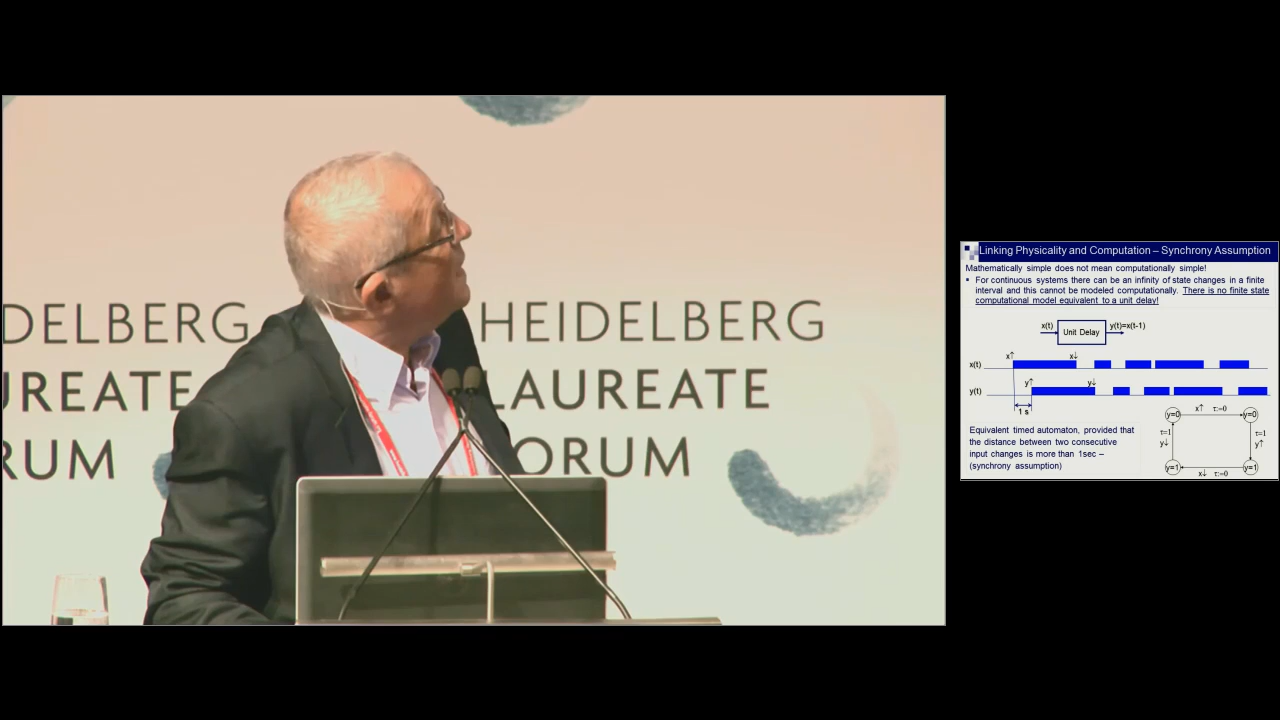 DELBERG
HEIDELBERG
UREATE
LAUREATE
RUM
ORUM
Linking Physicality and Computation – Synchrony Assumption
Mathematically simple does not mean computationally simple!
▪ For continuous systems there can be an infinity of state changes in a finite
interval and this cannot be modeled computationally. There is no finite state
computational model equivalent to a unit delay!
x(t)
Unit Delay
y(t)=x(t-1)
x↑
x↓
x(t)
y↑
y↓
y(t)
1 s
Equivalent timed automaton, provided that
the distance between two consecutive
input changes is more than 1sec –
(synchrony assumption)
y=0
x↑ τ:=0
y=0
τ=1
y↓
τ=1
y↑
y=1
x↓ τ:=0
y=1